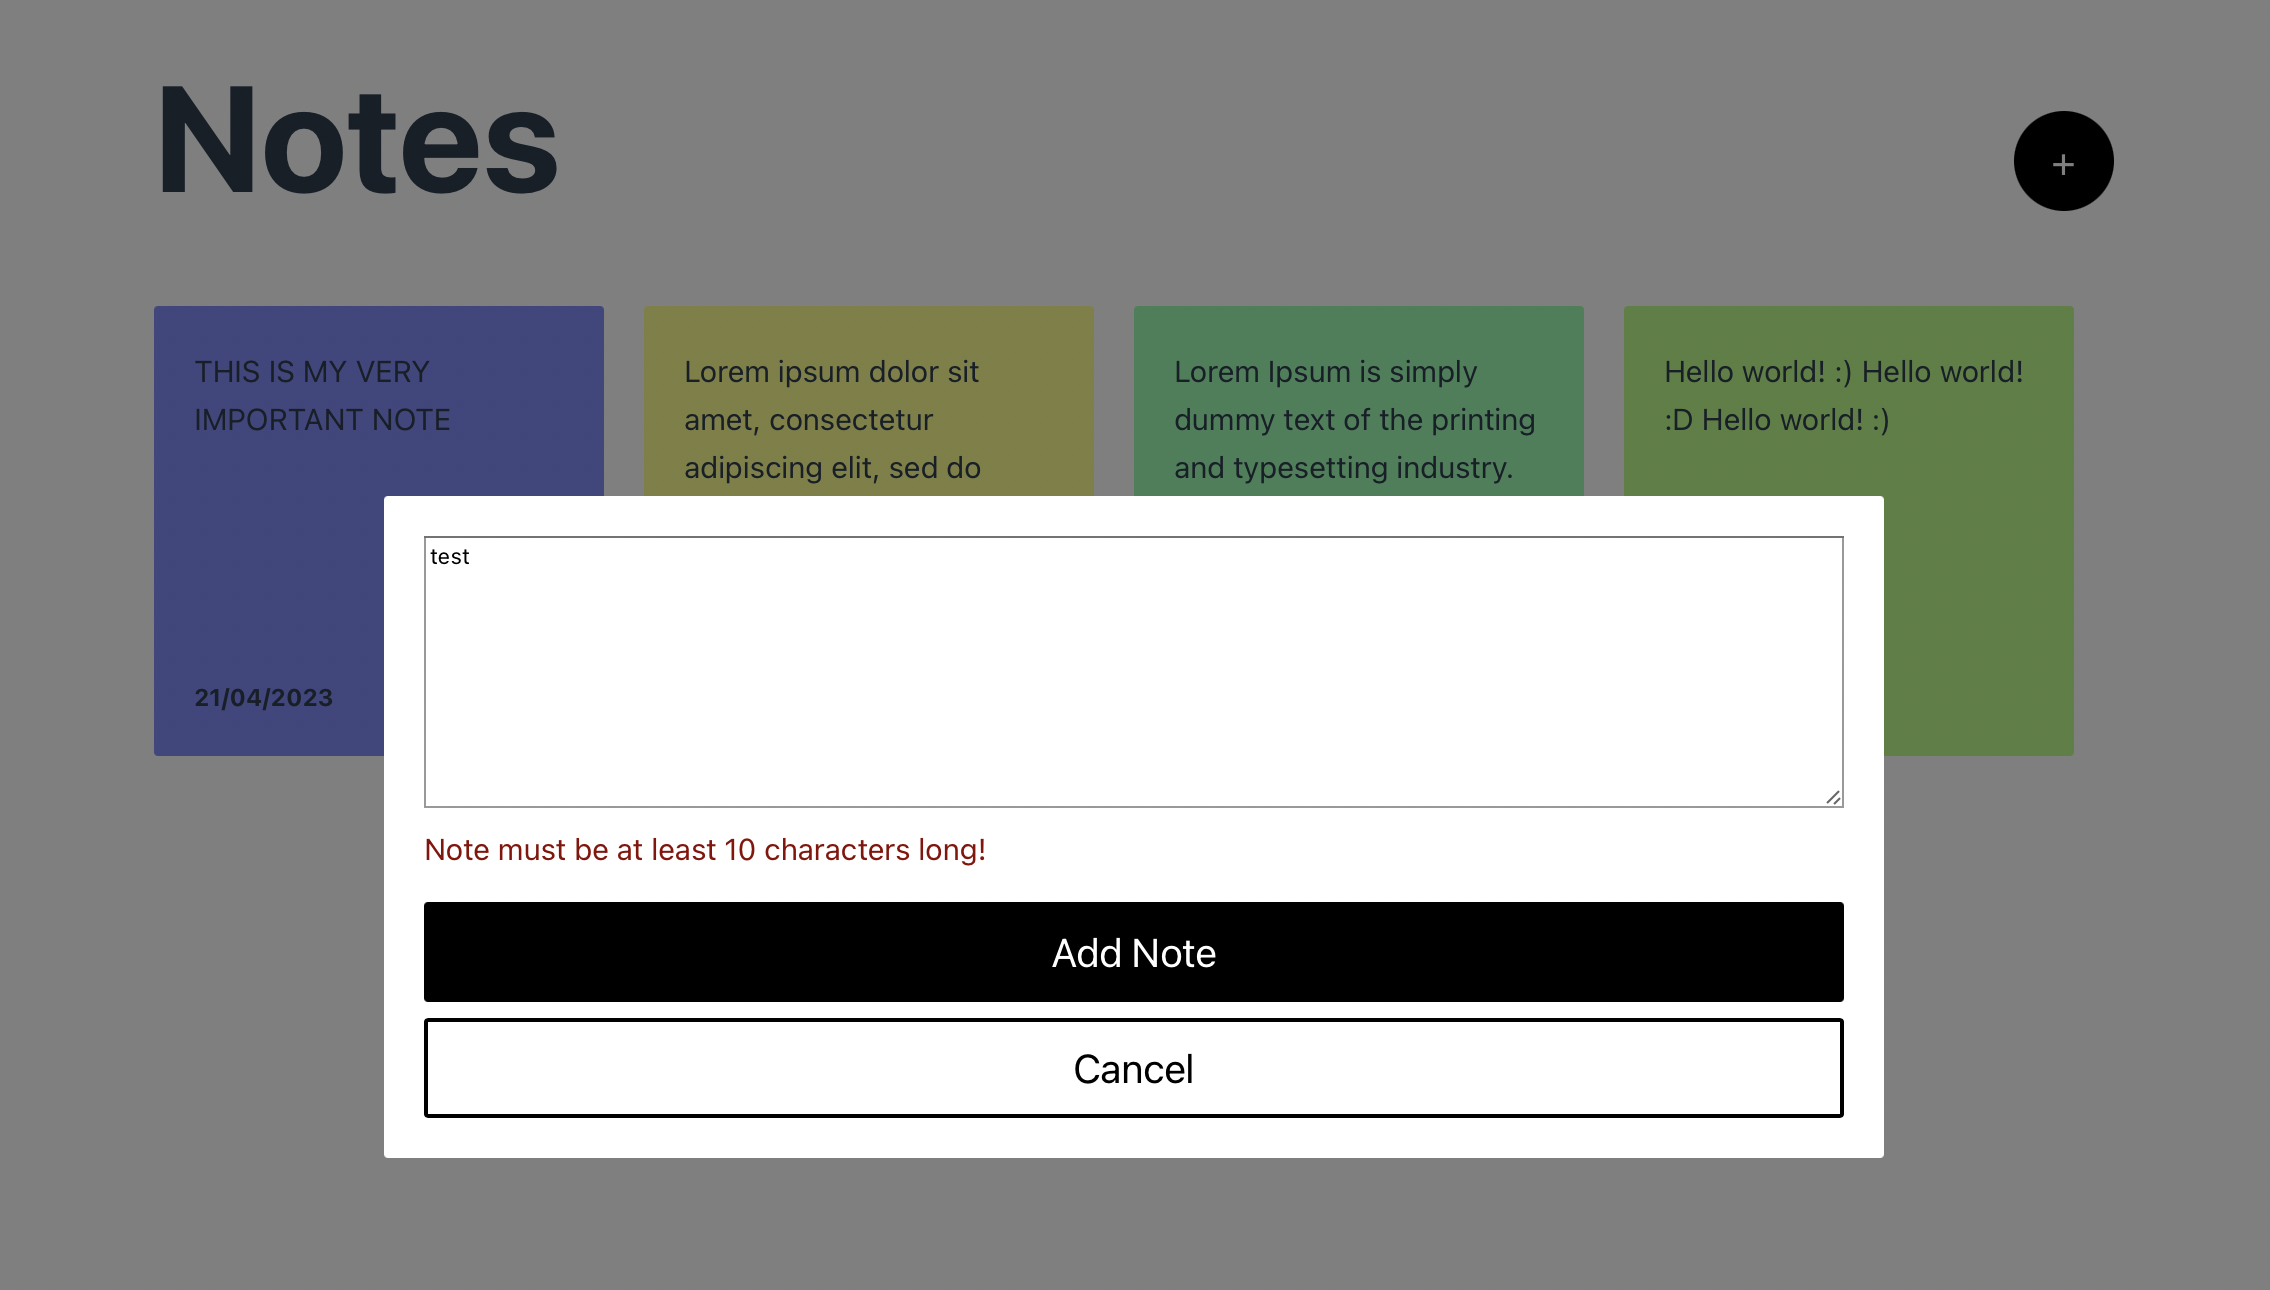 Notes
+
THIS IS MY VERY
IMPORTANT NOTE
21/04/2023
Lorem ipsum dolor sit
amet, consectetur
adipiscing elit, sed do
Lorem Ipsum is simply
dummy text of the printing
and typesetting industry.
Hello world! :) Hello world!
:D Hello world! :)
test
Note must be at least 10 characters long!
Add Note
Cancel